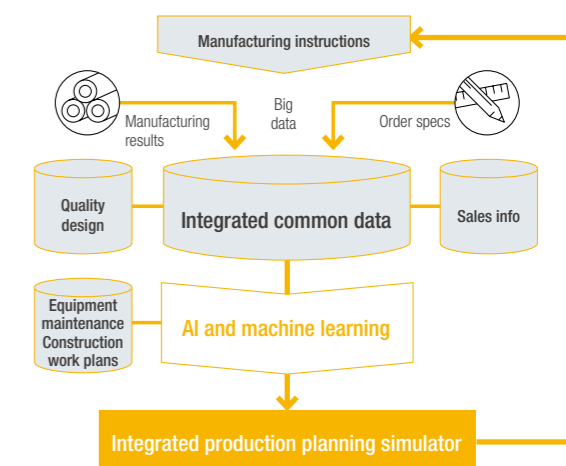 Manufacturing instructions
Manufacturing
results
Big
data
Order specs
Quality
design
Integrated common data
Sales info
Equipment
maintenance
Construction
work plans
AI and machine learning
Integrated production planning simulator